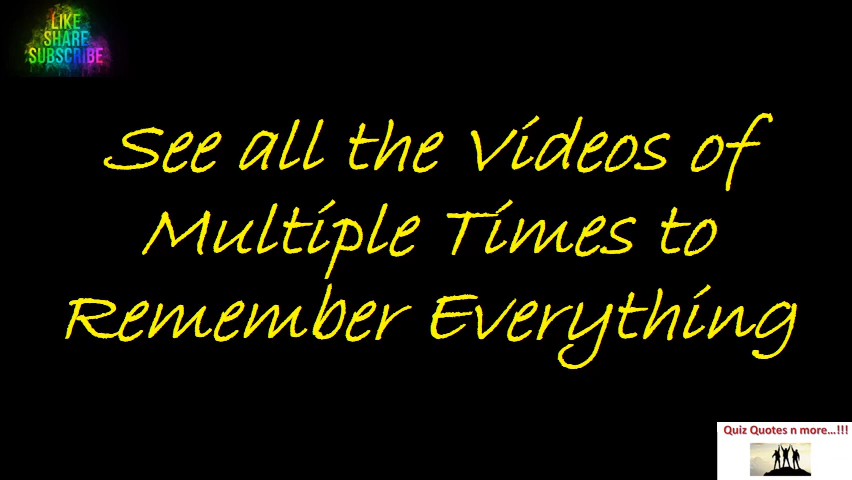 LIKE
SHARE
SUBSCRIBE
See all the Videos of
Multiple Times to
Remember Everything
Quiz Quotes n more...!!!